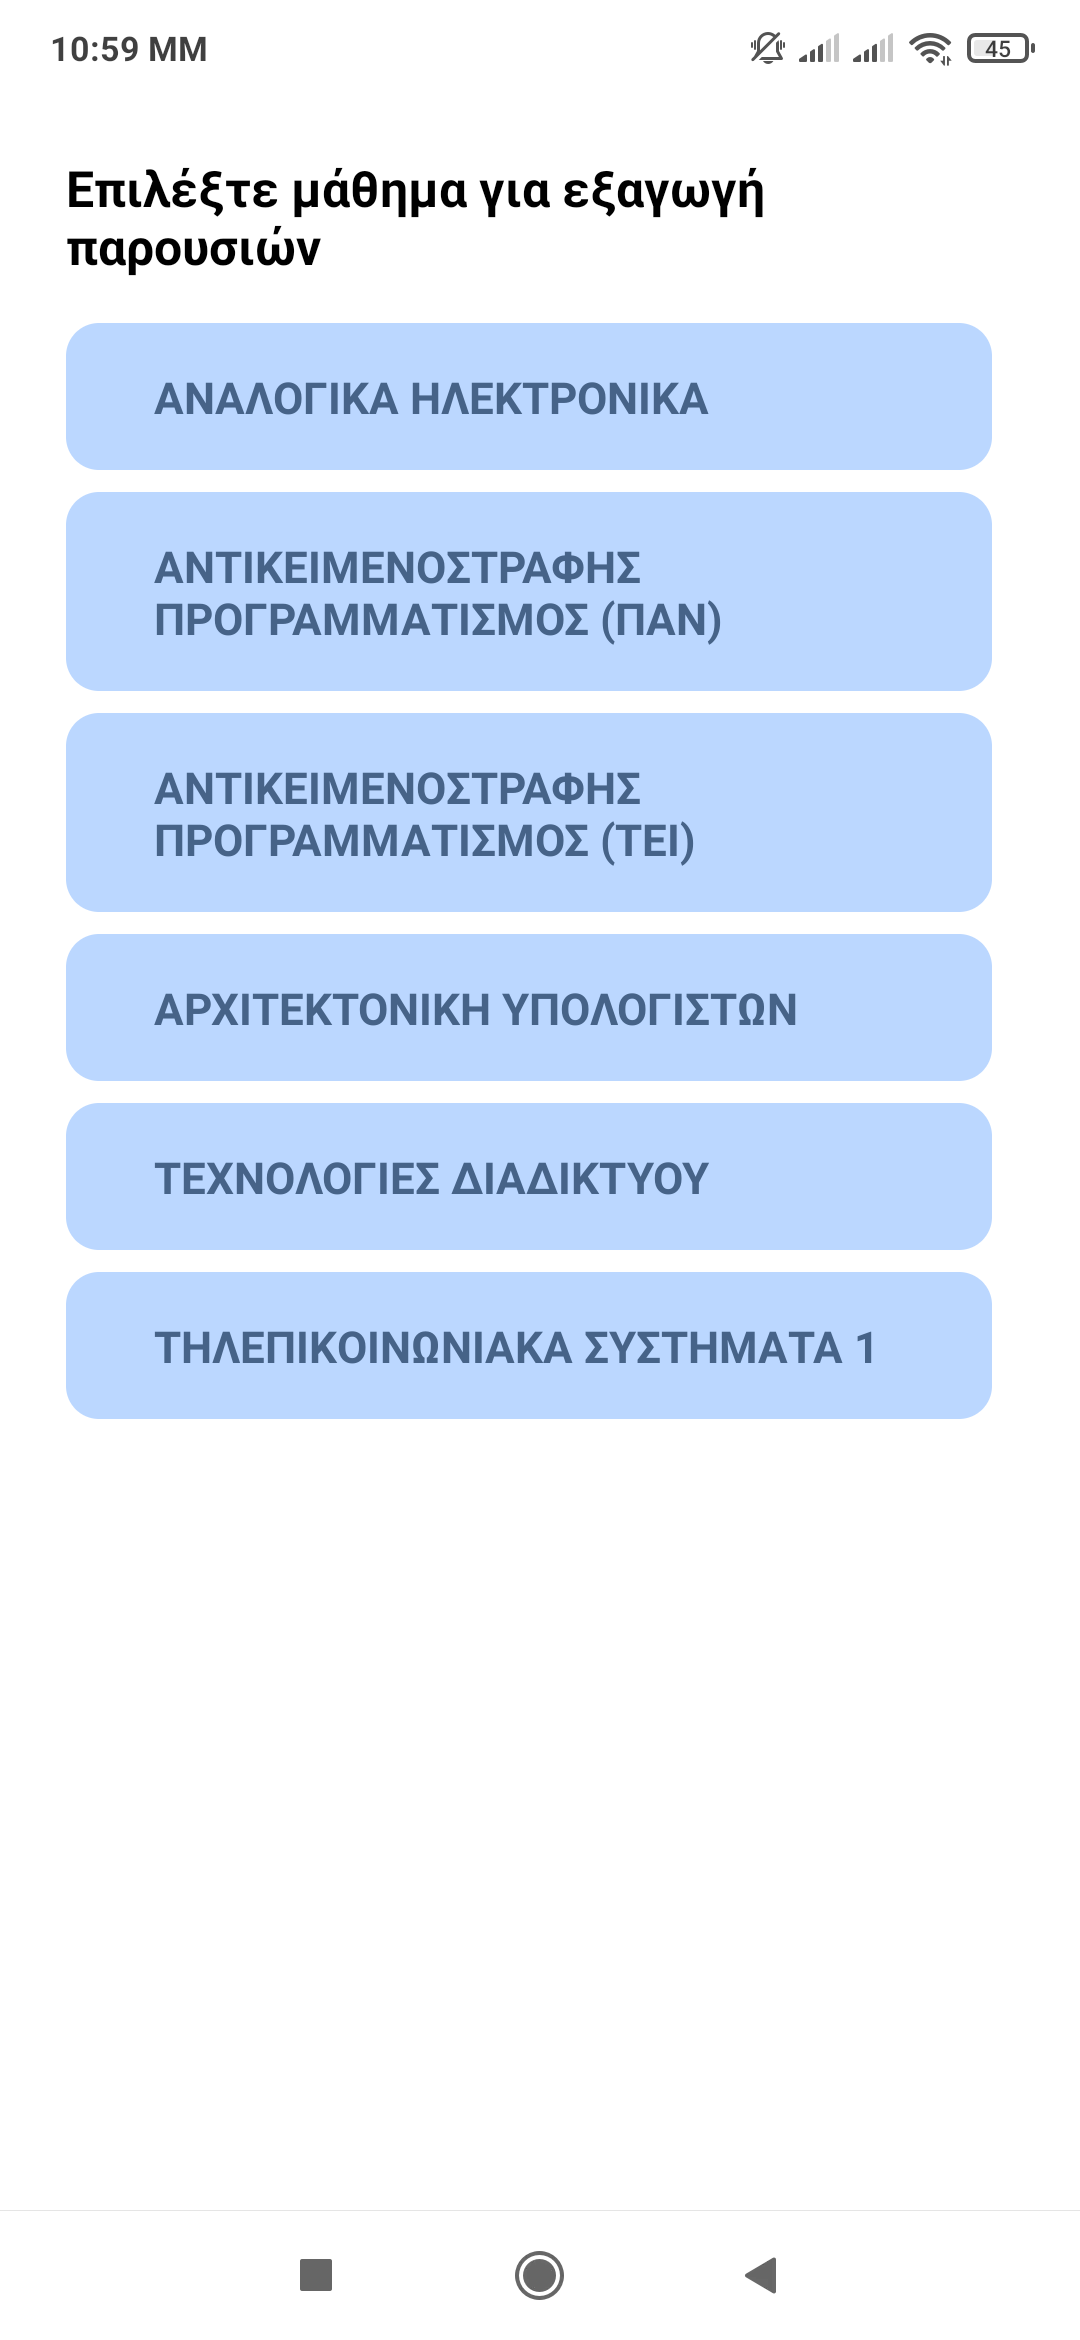 10:59 ΜΜ
45
Επιλέξτε μάθημα για εξαγωγή
παρουσιών
ΑΝΑΛΟΓΙΚΑ ΗΛΕΚΤΡΟΝΙΚΑ
ΑΝΤΙΚΕΙΜΕΝΟΣΤΡΑΦΗΣ
ΠΡΟΓΡΑΜΜΑΤΙΣΜΟΣ (ΠΑΝ)
ΑΝΤΙΚΕΙΜΕΝΟΣΤΡΑΦΗΣ
ΠΡΟΓΡΑΜΜΑΤΙΣΜΟΣ (ΤΕΙ)
ΑΡΧΙΤΕΚΤΟΝΙΚΗ ΥΠΟΛΟΓΙΣΤΩΝ
ΤΕΧΝΟΛΟΓΙΕΣ ΔΙΑΔΙΚΤΥΟΥ
ΤΗΛΕΠΙΚΟΙΝΩΝΙΑΚΑ ΣΥΣΤΗΜΑΤΑ 1